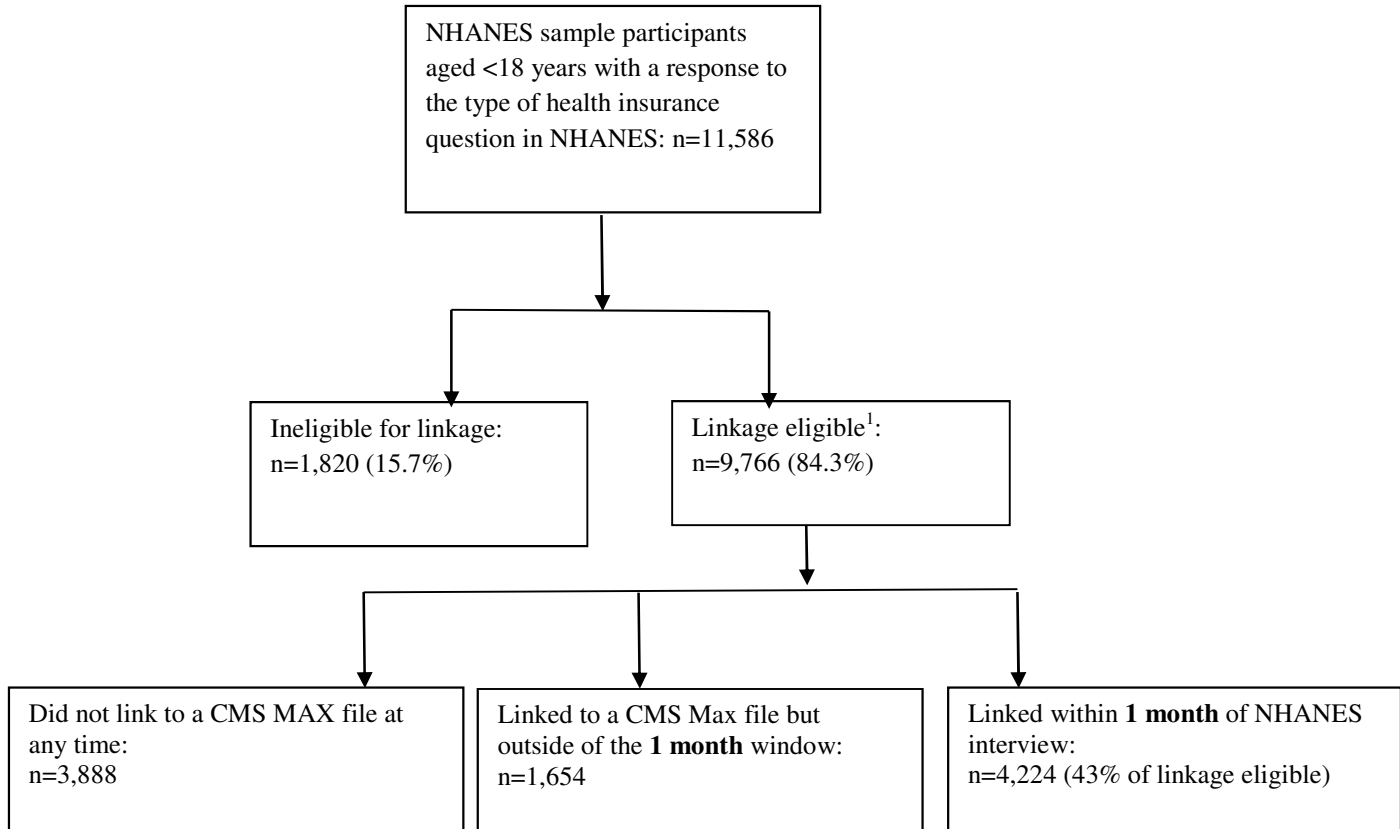 NHANES sample participants
aged <18 years with a response to
the type of health insurance
question in NHANES: n=11,586
Ineligible for linkage:
n=1,820 (15.7%)
Linkage eligible¹:
n=9,766 (84.3%)
Did not link to a CMS MAX file at
any time:
n=3,888
Linked to a CMS Max file but
outside of the 1 month window:
n=1,654
Linked within 1 month of NHANES
interview:
n=4,224 (43% of linkage eligible)